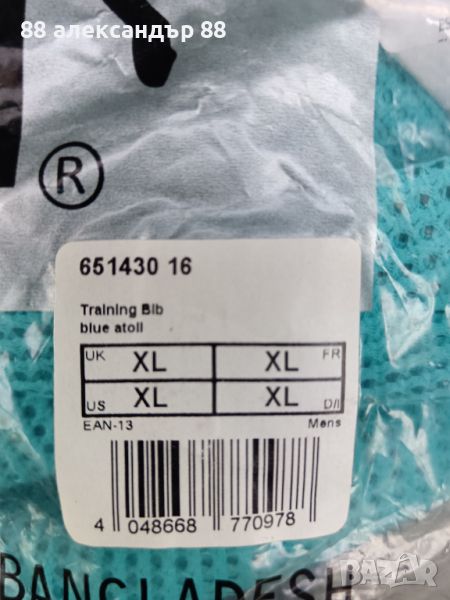 88 александър 88
®
651430 16
Training Bib
blue atoll
UK XL XL FR
US XL XL D/I
EAN-13 Mens
4 048668 770978
BANGLADESH
BAZAR